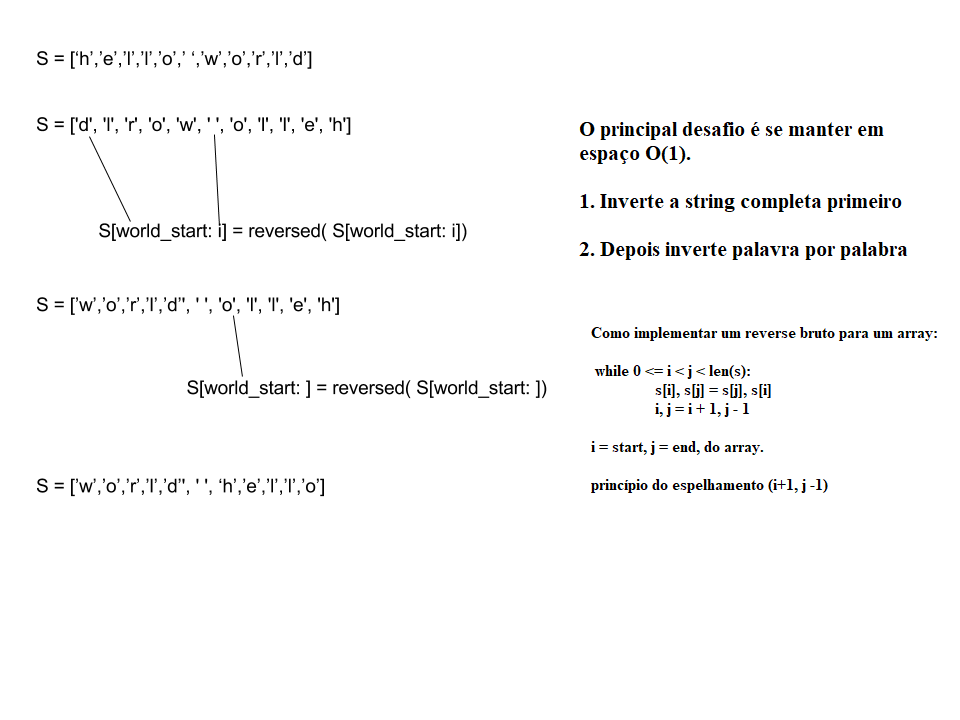 S = [‘h’,’e’,’l’,’l’,’o’,’ ‘,’w’,’o’,’r’,’l’,’d’]
S = ['d', 'l', 'r', 'o', 'w', ' ', 'o', 'l', 'l', 'e', 'h']
S[world_start: i] = reversed( S[world_start: i])
S = [’w’,’o’,’r’,’l’,’d’', ' ', 'o', 'l', 'l', 'e', 'h']
S[world_start: ] = reversed( S[world_start: ])
S = [’w’,’o’,’r’,’l’,’d’', ' ', ‘h’,’e’,’l’,’l’,’o’]
O principal desafio é se manter em
espaço O(1).
1. Inverte a string completa primeiro
2. Depois inverte palavra por palabra
Como implementar um reverse bruto para um array:
while 0 <= i < j < len(s):
s[i], s[j] = s[j], s[i]
i, j = i + 1, j - 1
i = start, j = end, do array.
princípio do espelhamento (i+1, j -1)